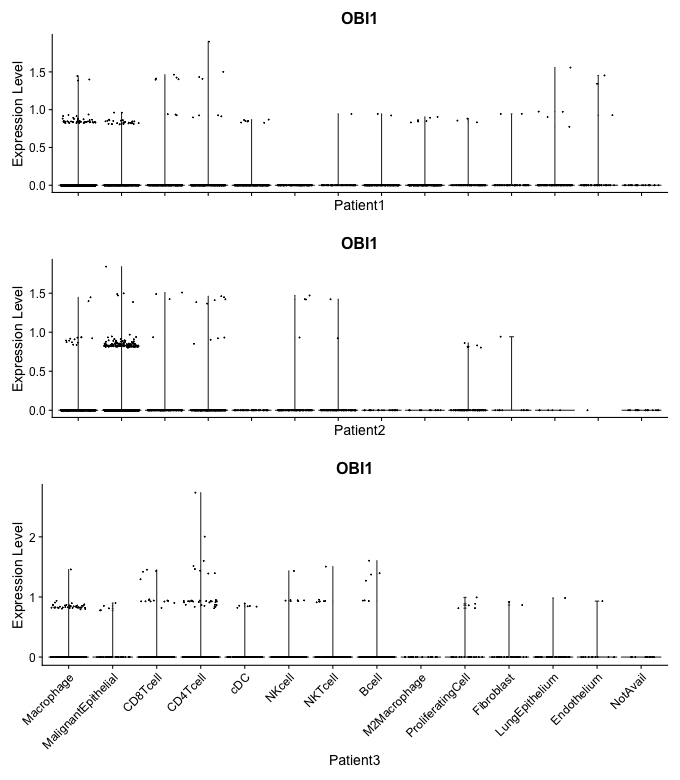 OBI1
Expression Level
1.5
1.0
0.5
0.0
Patient1
OBI1
Expression Level
1.5
1.0
0.5
0.0
Patient2
OBI1
Expression Level
2
1
0
Macrophage
MalignantEpithelial
CD8Tcell
CD4Tcell
cDC
NKcell
NKTcell
Bcell
M2Macrophage
ProliferatingCell
Fibroblast
LungEpithelium
Endothelium
NotAvail
Patient3